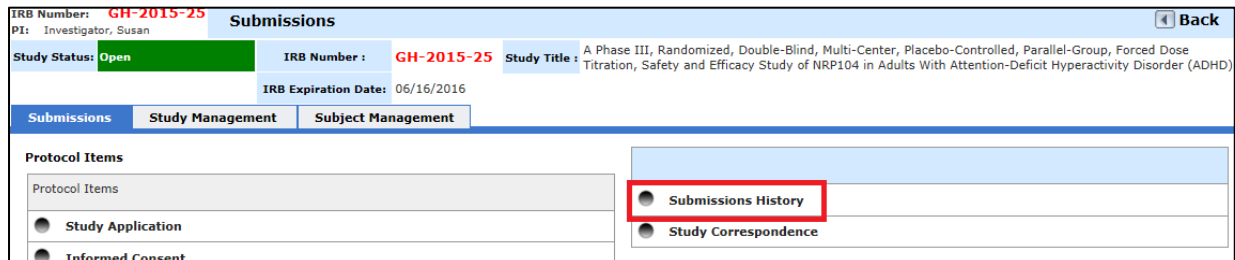 IRB Number: GH-2015-25
PI: Investigator, Susan
Submissions
Back
Study Status: Open
IRB Number :
GH-2015-25
Study Title :
A Phase III, Randomized, Double-Blind, Multi-Center, Placebo-Controlled, Parallel-Group, Forced Dose
Titration, Safety and Efficacy Study of NRP104 in Adults With Attention-Deficit Hyperactivity Disorder (ADHD)
IRB Expiration Date: 06/16/2016
Submissions
Study Management
Subject Management
Protocol Items
Protocol Items
Study Application
Informed Consent
Submissions History
Study Correspondence